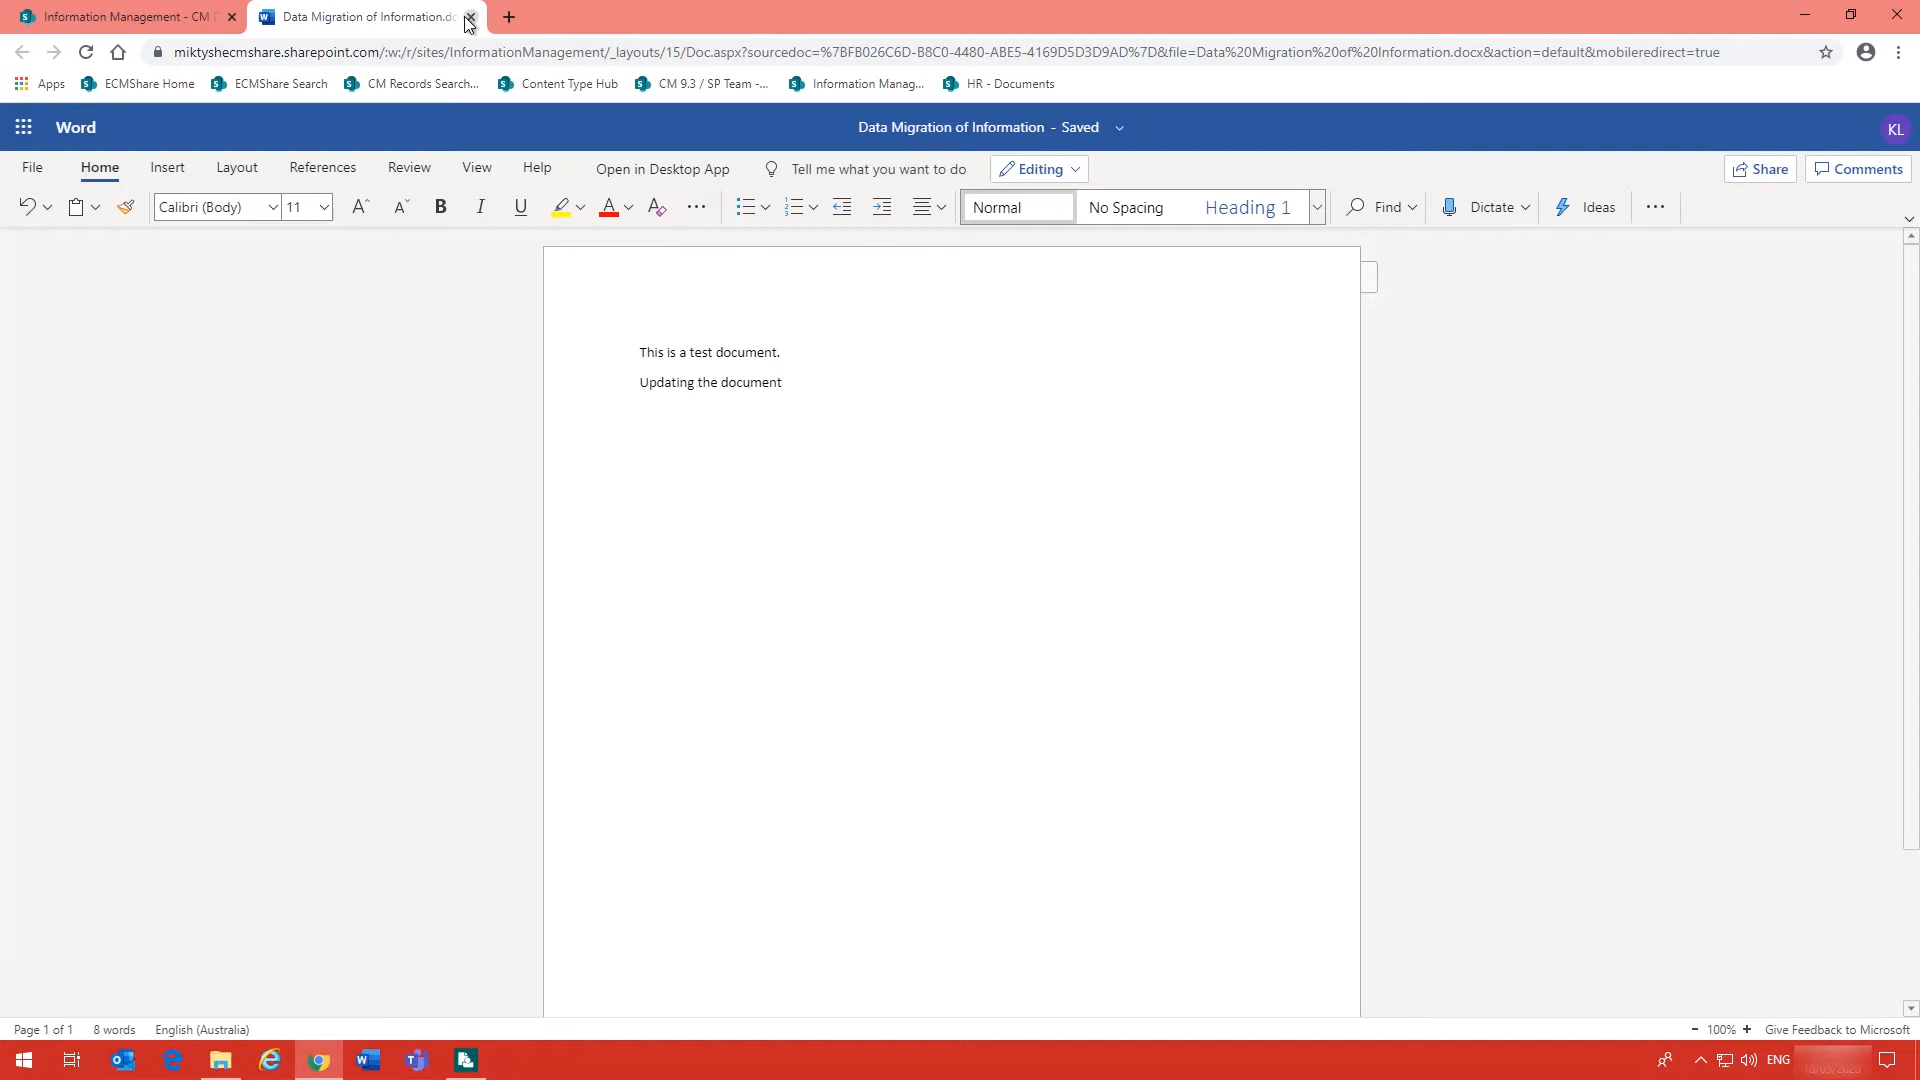 Information Management - CM
Data Migration of Information.do
miktyshecmshare.sharepoint.com/:w:/r/sites/InformationManagement/_layouts/15/Doc.aspx?sourcedoc=%7BFB026C6D-B8C0-4480-ABE5-4169D5D3D9AD%7D&file=Data%20Migration%20of%20Information.docx&action=default&mobileredirect=true
Apps ECMShare Home ECMShare Search CM Records Search... Content Type Hub CM 9.3 / SP Team -... Information Manag... HR - Documents
Word Data Migration of Information - Saved KL
File Home Insert Layout References Review View Help Open in Desktop App Tell me what you want to do Editing Share Comments
Calibri (Body) 11 A A B I U A A Normal No Spacing Heading 1 Find Dictate Ideas
This is a test document.
Updating the document
Page 1 of 1 8 words English (Australia) - 100% + Give Feedback to Microsoft
ENG